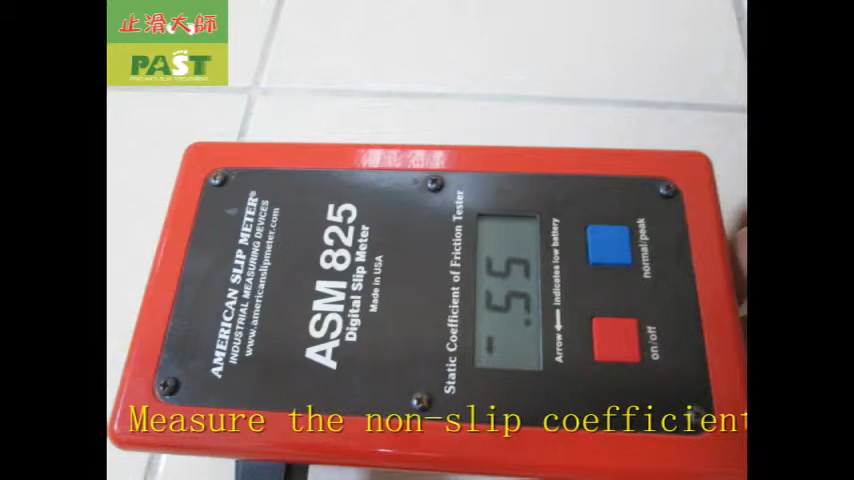 止滑大師
PAST
AMERICAN SLIP METER®
INDUSTRIAL MEASURING DEVICES
www.americanslipmeter.com
ASM 825
Digital Slip Meter
Made in USA
Static Coefficient of Friction Tester
- .55
Arrow ← indicates low battery
normal/peak
on/off
Measure the non-slip coefficient